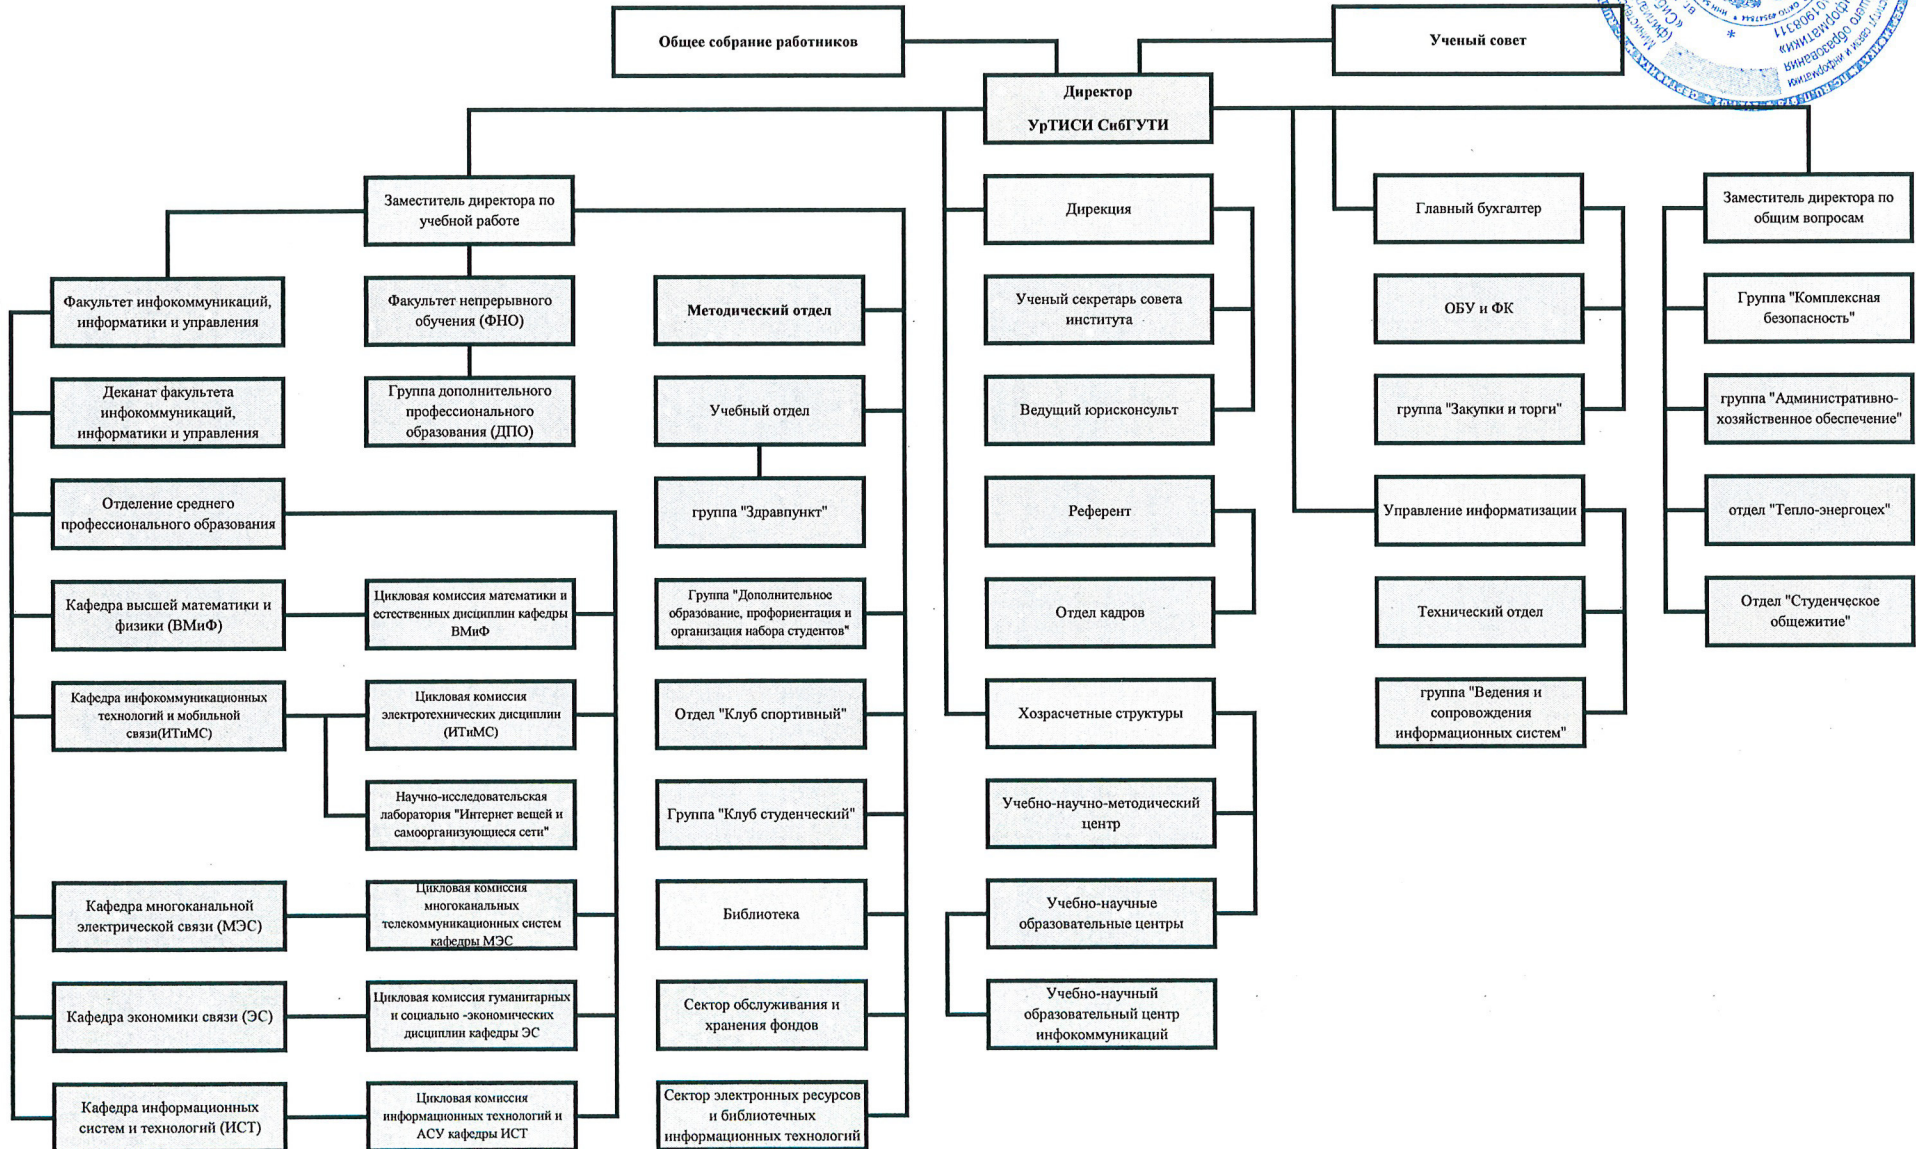 Общее собрание работников
Ученый совет
Директор
УрТИСИ СибГУТИ
Заместитель директора по
учебной работе
Дирекция
Главный бухгалтер
Заместитель директора по
общим вопросам
Факультет инфокоммуникаций,
информатики и управления
Факультет непрерывного
обучения (ФНО)
Методический отдел
Ученый секретарь совета
института
ОБУ и ФК
Группа "Комплексная
безопасность"
Деканат факультета
инфокоммуникаций,
информатики и управления
Группа дополнительного
профессионального
образования (ДПО)
Учебный отдел
Ведущий юрисконсульт
группа "Закупки и торги"
группа "Административно-
хозяйственное обеспечение"
Отделение среднего
профессионального образования
группа "Здравпункт"
Референт
Управление информатизации
отдел "Тепло-энергоцех"
Кафедра высшей математики и
физики (ВМиФ)
Цикловая комиссия математики и
естественных дисциплин кафедры
ВМиФ
Группа "Дополнительное
образование, профориентация и
организация набора студентов"
Отдел кадров
Технический отдел
Отдел "Студенческое
общежитие"
Кафедра инфокоммуникационных
технологий и мобильной
связи(ИТиМС)
Цикловая комиссия
электротехнических дисциплин
(ИТиМС)
Отдел "Клуб спортивный"
Хозрасчетные структуры
группа "Ведения и
сопровождения
информационных систем"
Научно-исследовательская
лаборатория "Интернет вещей и
самоорганизующиеся сети"
Группа "Клуб студенческий"
Учебно-научно-методический
центр
Кафедра многоканальной
электрической связи (МЭС)
Цикловая комиссия
многоканальных
телекоммуникационных систем
кафедры МЭС
Библиотека
Учебно-научные
образовательные центры
Кафедра экономики связи (ЭС)
Цикловая комиссия гуманитарных
и социально -экономических
дисциплин кафедры ЭС
Сектор обслуживания и
хранения фондов
Учебно-научный
образовательный центр
инфокоммуникаций
Кафедра информационных
систем и технологий (ИСТ)
Цикловая комиссия
информационных технологий и
АСУ кафедры ИСТ
Сектор электронных ресурсов
и библиотечных
информационных технологий